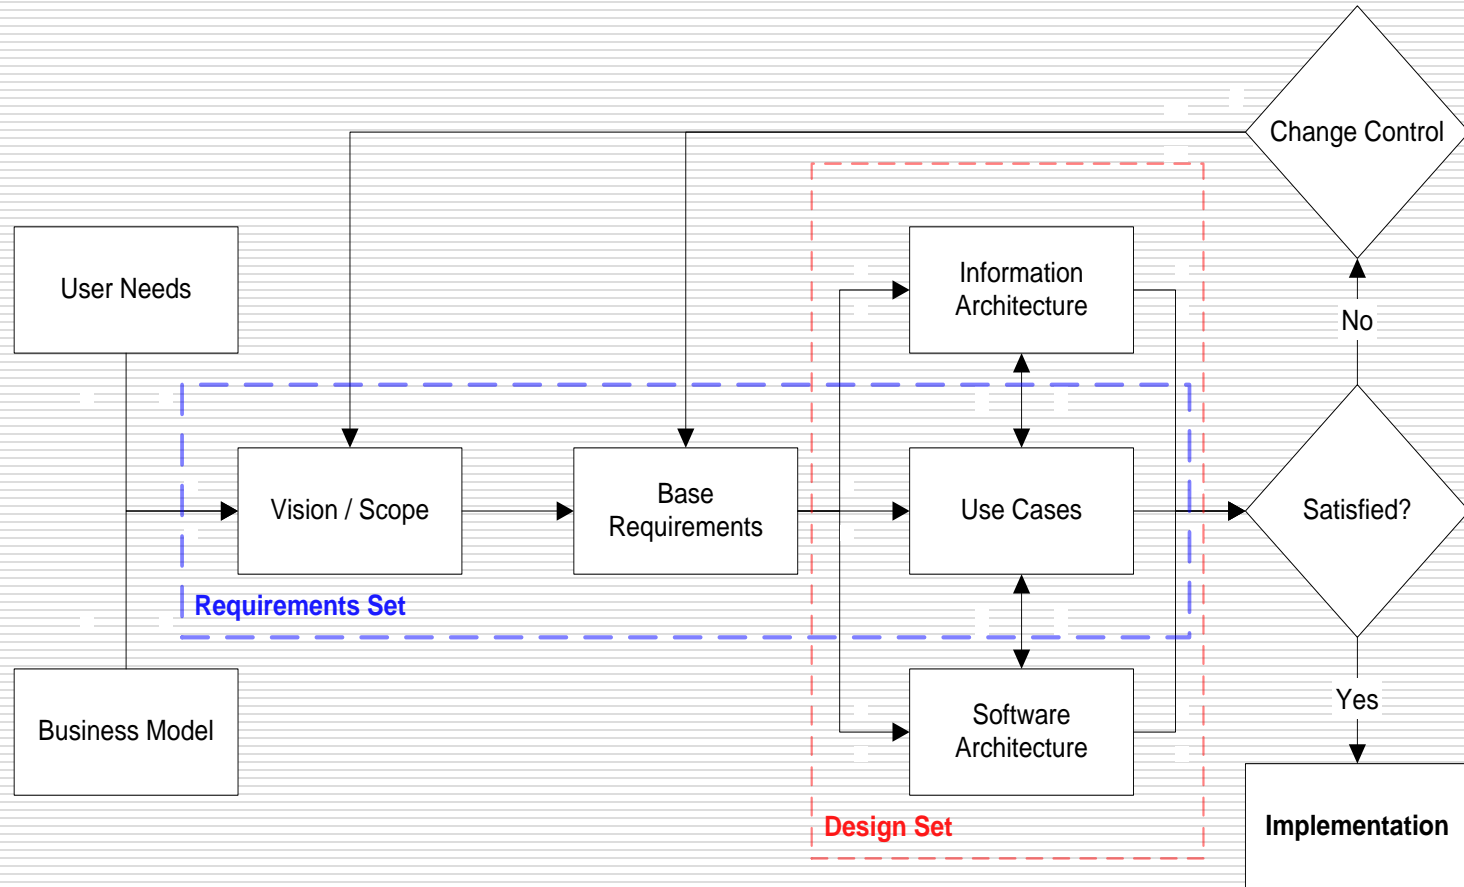 Change Control
User Needs
Information
Architecture
No
Vision / Scope
Base
Requirements
Use Cases
Satisfied?
Requirements Set
Business Model
Software
Architecture
Yes
Design Set
Implementation